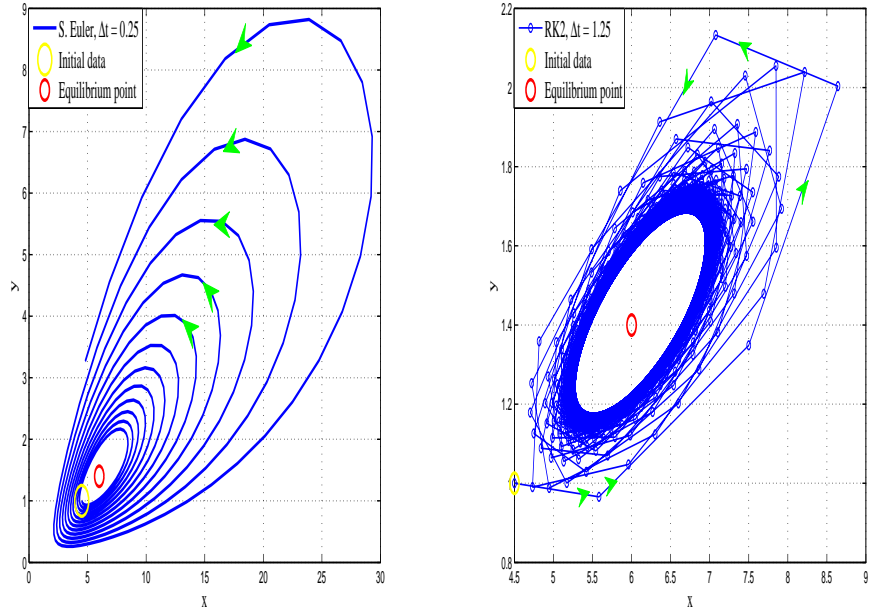 S. Euler, Δt = 0.25
Initial data
Equilibrium point
9
8
7
6
5
4
3
2
1
0
y
0 5 10 15 20 25 30
x
RK2, Δt = 1.25
Initial data
Equilibrium point
2.2
2
1.8
1.6
1.4
1.2
1
0.8
y
4.5 5 5.5 6 6.5 7 7.5 8 8.5 9
x